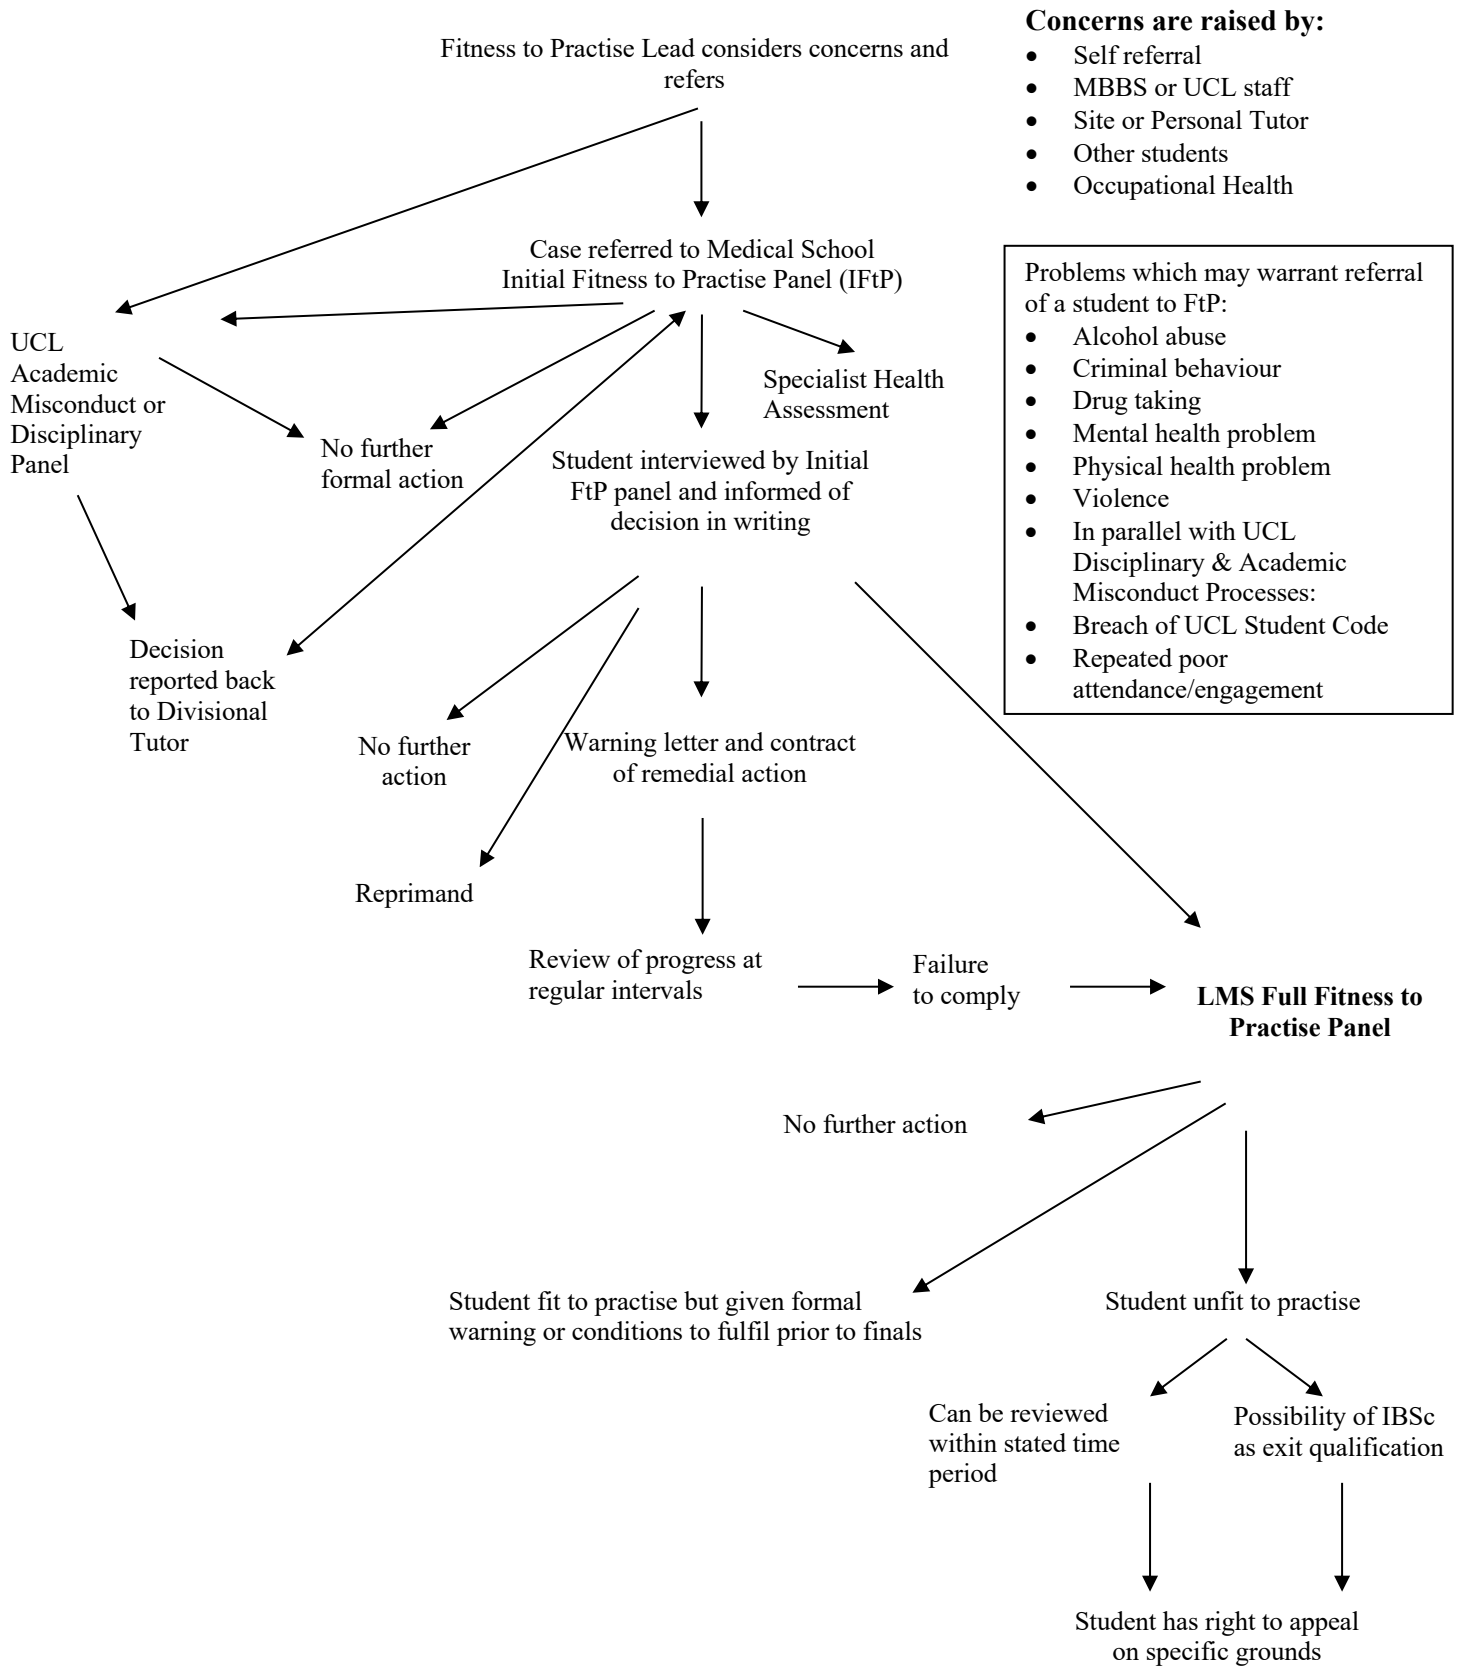 Concerns are raised by:
• Self referral
• MBBS or UCL staff
• Site or Personal Tutor
• Other students
• Occupational Health
Fitness to Practise Lead considers concerns and
refers
Case referred to Medical School
Initial Fitness to Practise Panel (IFtP)
Problems which may warrant referral
of a student to FtP:
• Alcohol abuse
• Criminal behaviour
• Drug taking
• Mental health problem
• Physical health problem
• Violence
• In parallel with UCL
Disciplinary & Academic
Misconduct Processes:
• Breach of UCL Student Code
• Repeated poor
attendance/engagement
UCL
Academic
Misconduct or
Disciplinary
Panel
No further
formal action
Specialist Health
Assessment
Student interviewed by Initial
FtP panel and informed of
decision in writing
Decision
reported back
to Divisional
Tutor
No further
action
Warning letter and contract
of remedial action
Reprimand
Review of progress at
regular intervals
Failure
to comply
LMS Full Fitness to
Practise Panel
No further action
Student fit to practise but given formal
warning or conditions to fulfil prior to finals
Student unfit to practise
Can be reviewed
within stated time
period
Possibility of IBSc
as exit qualification
Student has right to appeal
on specific grounds